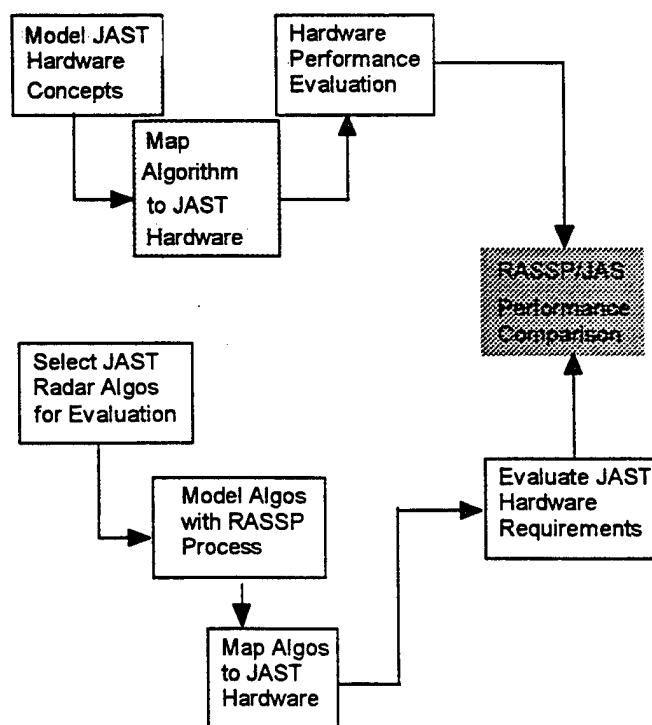 Model JAST
Hardware
Concepts
Hardware
Performance
Evaluation
Map
Algorithm
to JAST
Hardware
RASSP/JAS
Performance
Comparison
Select JAST
Radar Algos
for Evaluation
Model Algos
with RASSP
Process
Evaluate JAST
Hardware
Requirements
Map Algos
to JAST
Hardware